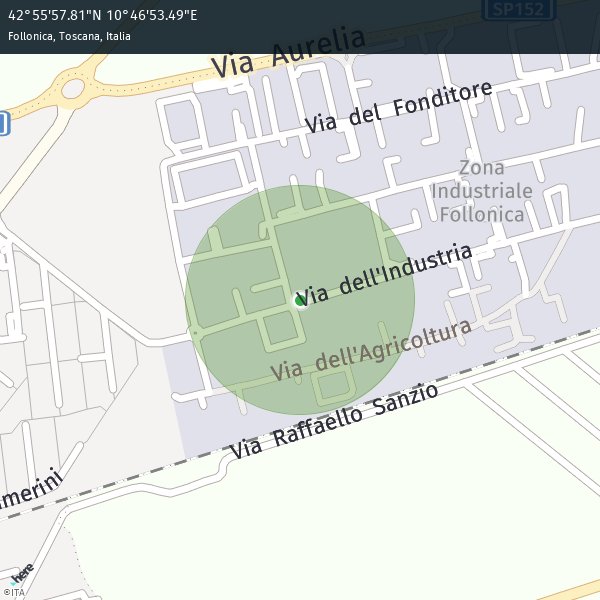 42°55'57.81"N 10°46'53.49"E
Follonica, Toscana, Italia
SP152
Via Aurelia
Via del Fonditore
Zona
Industriale
Follonica
Via dell'Industria
Via dell'Agricoltura
Via Raffaello Sanzio
merini
here
©ITA